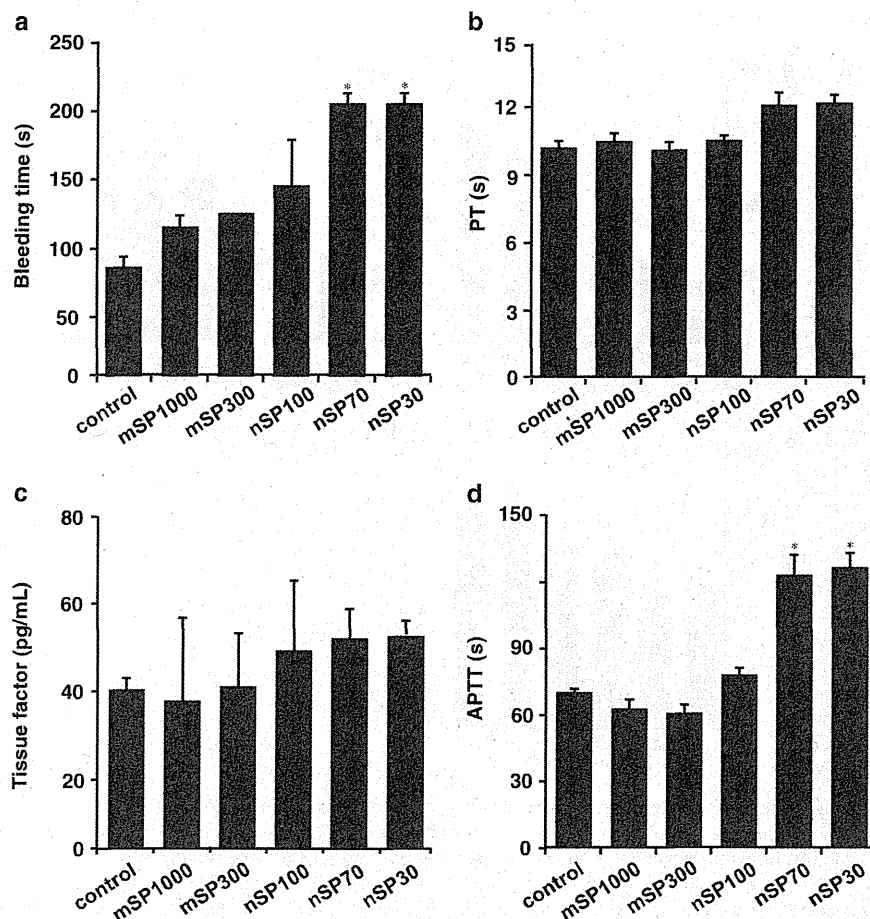 a
250
200
150
100
50
0
Bleeding time (s)
*
*
control
mSP1000
mSP300
nSP100
nSP70
nSP30
b
15
12
9
6
3
0
PT (s)
control
mSP1000
mSP300
nSP100
nSP70
nSP30
c
80
60
40
20
0
Tissue factor (pg/mL)
control
mSP1000
mSP300
nSP100
nSP70
nSP30
d
150
90
60
30
0
APTT (s)
*
*
control
mSP1000
mSP300
nSP100
nSP70
nSP30